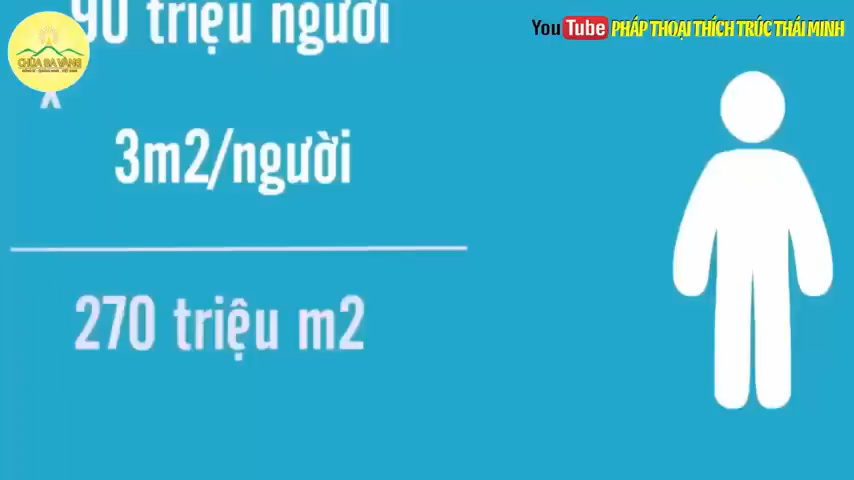 90 triệu người
YouTube PHÁP THOẠI THÍCH TRÚC THÁI MINH
CHÙA BA VÀNG
x
3m2/người
270 triệu m2